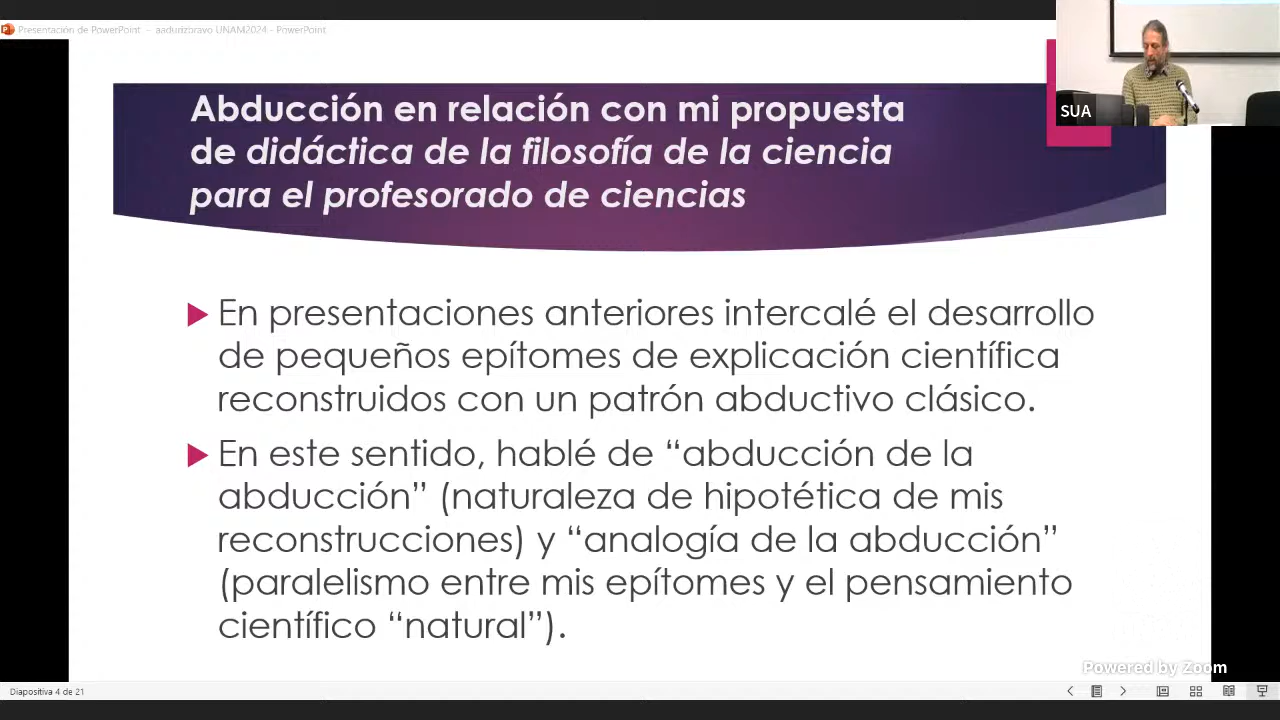 Presentación de PowerPoint - aadurizbravo UNAM2024 - PowerPoint
SUA
Abducción en relación con mi propuesta
de didáctica de la filosofía de la ciencia
para el profesorado de ciencias
En presentaciones anteriores intercalé el desarrollo
de pequeños epítomes de explicación científica
reconstruidos con un patrón abductivo clásico.
En este sentido, hablé de “abducción de la
abducción” (naturaleza de hipotética de mis
reconstrucciones) y “analogía de la abducción”
(paralelismo entre mis epítomes y el pensamiento
científico “natural”).
Powered by Zoom
Diapositiva 4 de 21